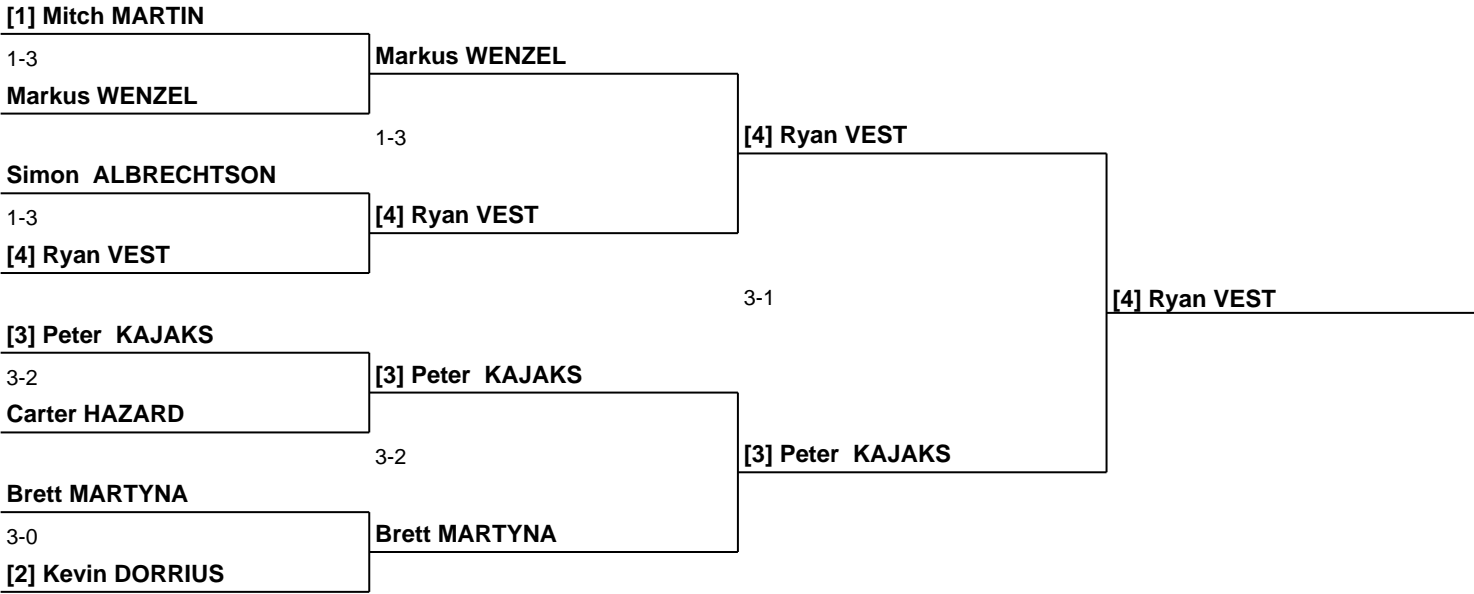 [1] Mitch MARTIN
1-3
Markus WENZEL
Markus WENZEL
1-3
[4] Ryan VEST
Simon  ALBRECHTSON
1-3
[4] Ryan VEST
[4] Ryan VEST
3-1
[4] Ryan VEST
[3] Peter  KAJAKS
3-2
[3] Peter  KAJAKS
Carter HAZARD
3-2
[3] Peter  KAJAKS
Brett MARTYNA
3-0
Brett MARTYNA
[2] Kevin DORRIUS